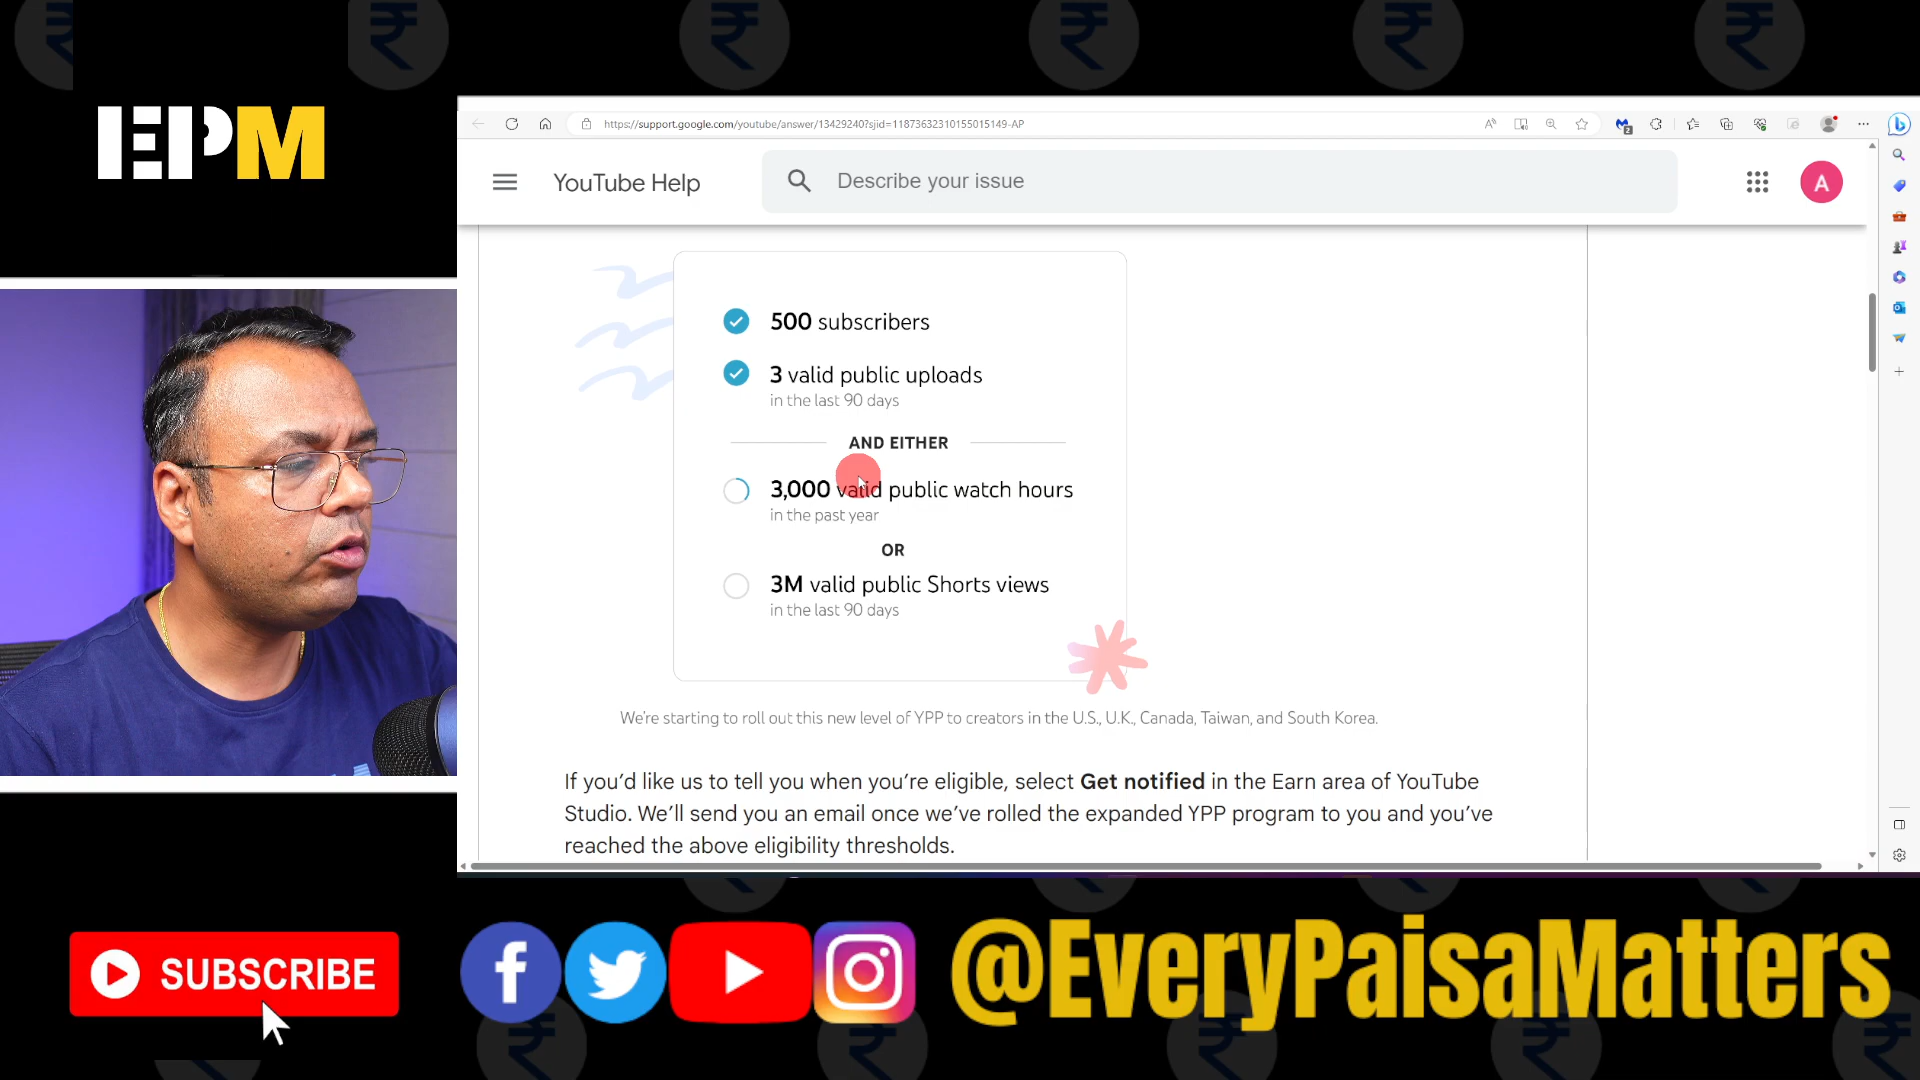 EPM
https://support.google.com/youtube/answer/13429240?sjid=11873632310155015149-AP
YouTube Help
Describe your issue
A
500 subscribers
3 valid public uploads
in the last 90 days
AND EITHER
3,000 valid public watch hours
in the past year
OR
3M valid public Shorts views
in the last 90 days
We're starting to roll out this new level of YPP to creators in the U.S., U.K., Canada, Taiwan, and South Korea.
If you'd like us to tell you when you're eligible, select Get notified in the Earn area of YouTube
Studio. We'll send you an email once we've rolled the expanded YPP program to you and you've
reached the above eligibility thresholds.
SUBSCRIBE
@EveryPaisaMatters